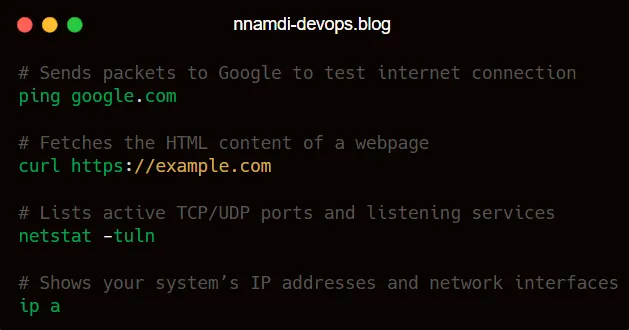 nnamdi-devops.blog
# Sends packets to Google to test internet connection
ping google.com
# Fetches the HTML content of a webpage
curl https://example.com
# Lists active TCP/UDP ports and listening services
netstat –tuln
# Shows your system’s IP addresses and network interfaces
ip a